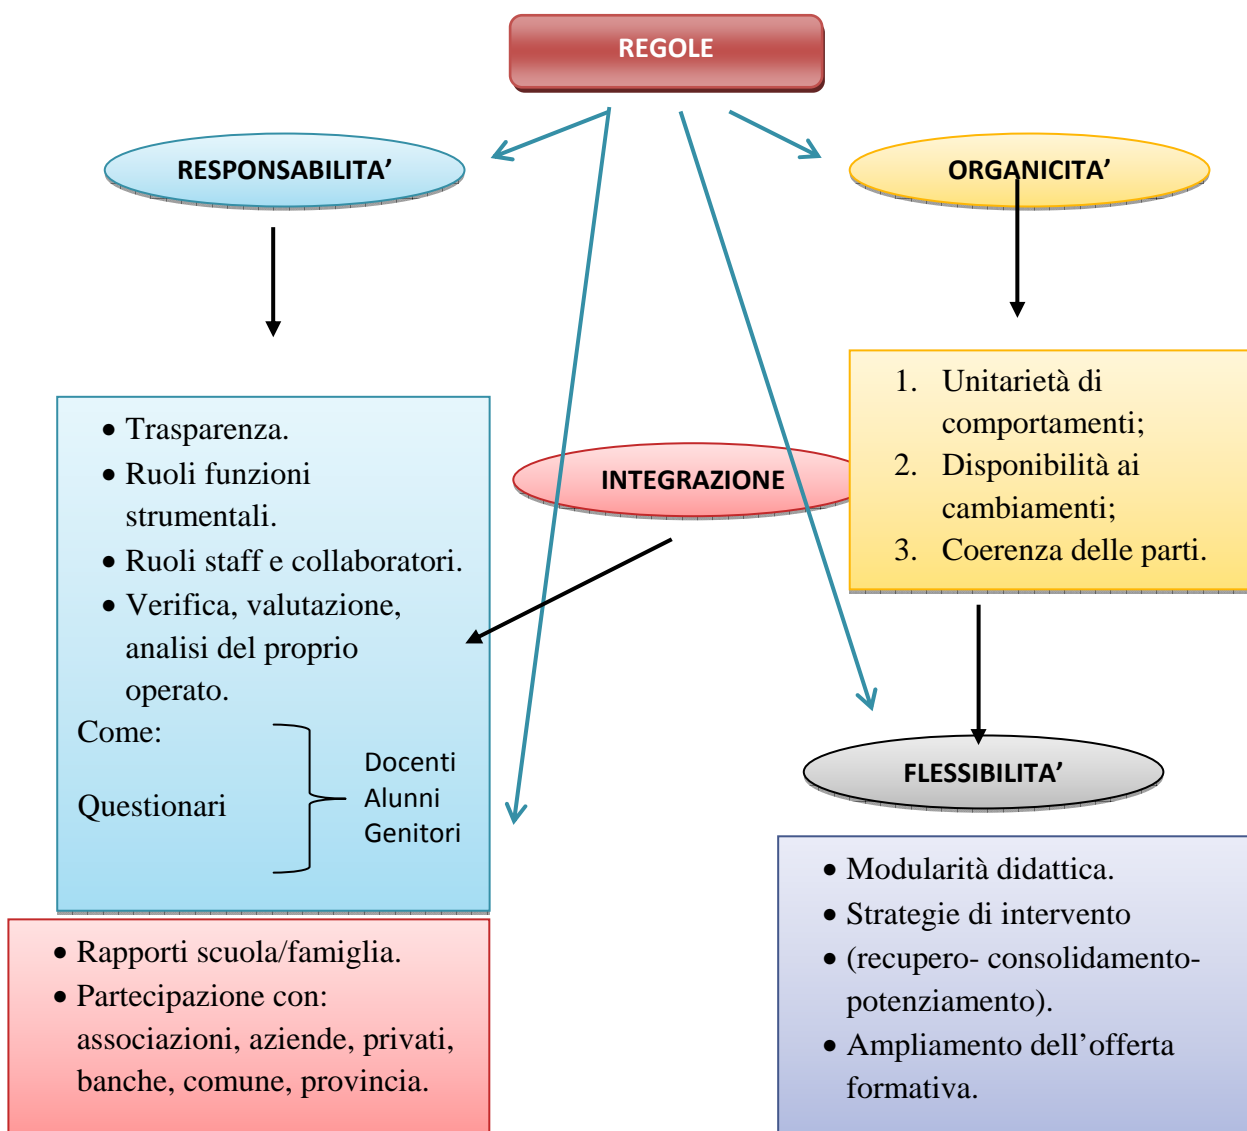 REGOLE
RESPONSABILITA’
ORGANICITA’
• Trasparenza.
• Ruoli funzioni
strumentali.
• Ruoli staff e collaboratori.
• Verifica, valutazione,
analisi del proprio
operato.
Come:
Questionari
Docenti
Alunni
Genitori
INTEGRAZIONE
1. Unitarietà di
comportamenti;
2. Disponibilità ai
cambiamenti;
3. Coerenza delle parti.
FLESSIBILITA’
• Rapporti scuola/famiglia.
• Partecipazione con:
associazioni, aziende, privati,
banche, comune, provincia.
• Modularità didattica.
• Strategie di intervento
• (recupero- consolidamento-
potenziamento).
• Ampliamento dell’offerta
formativa.